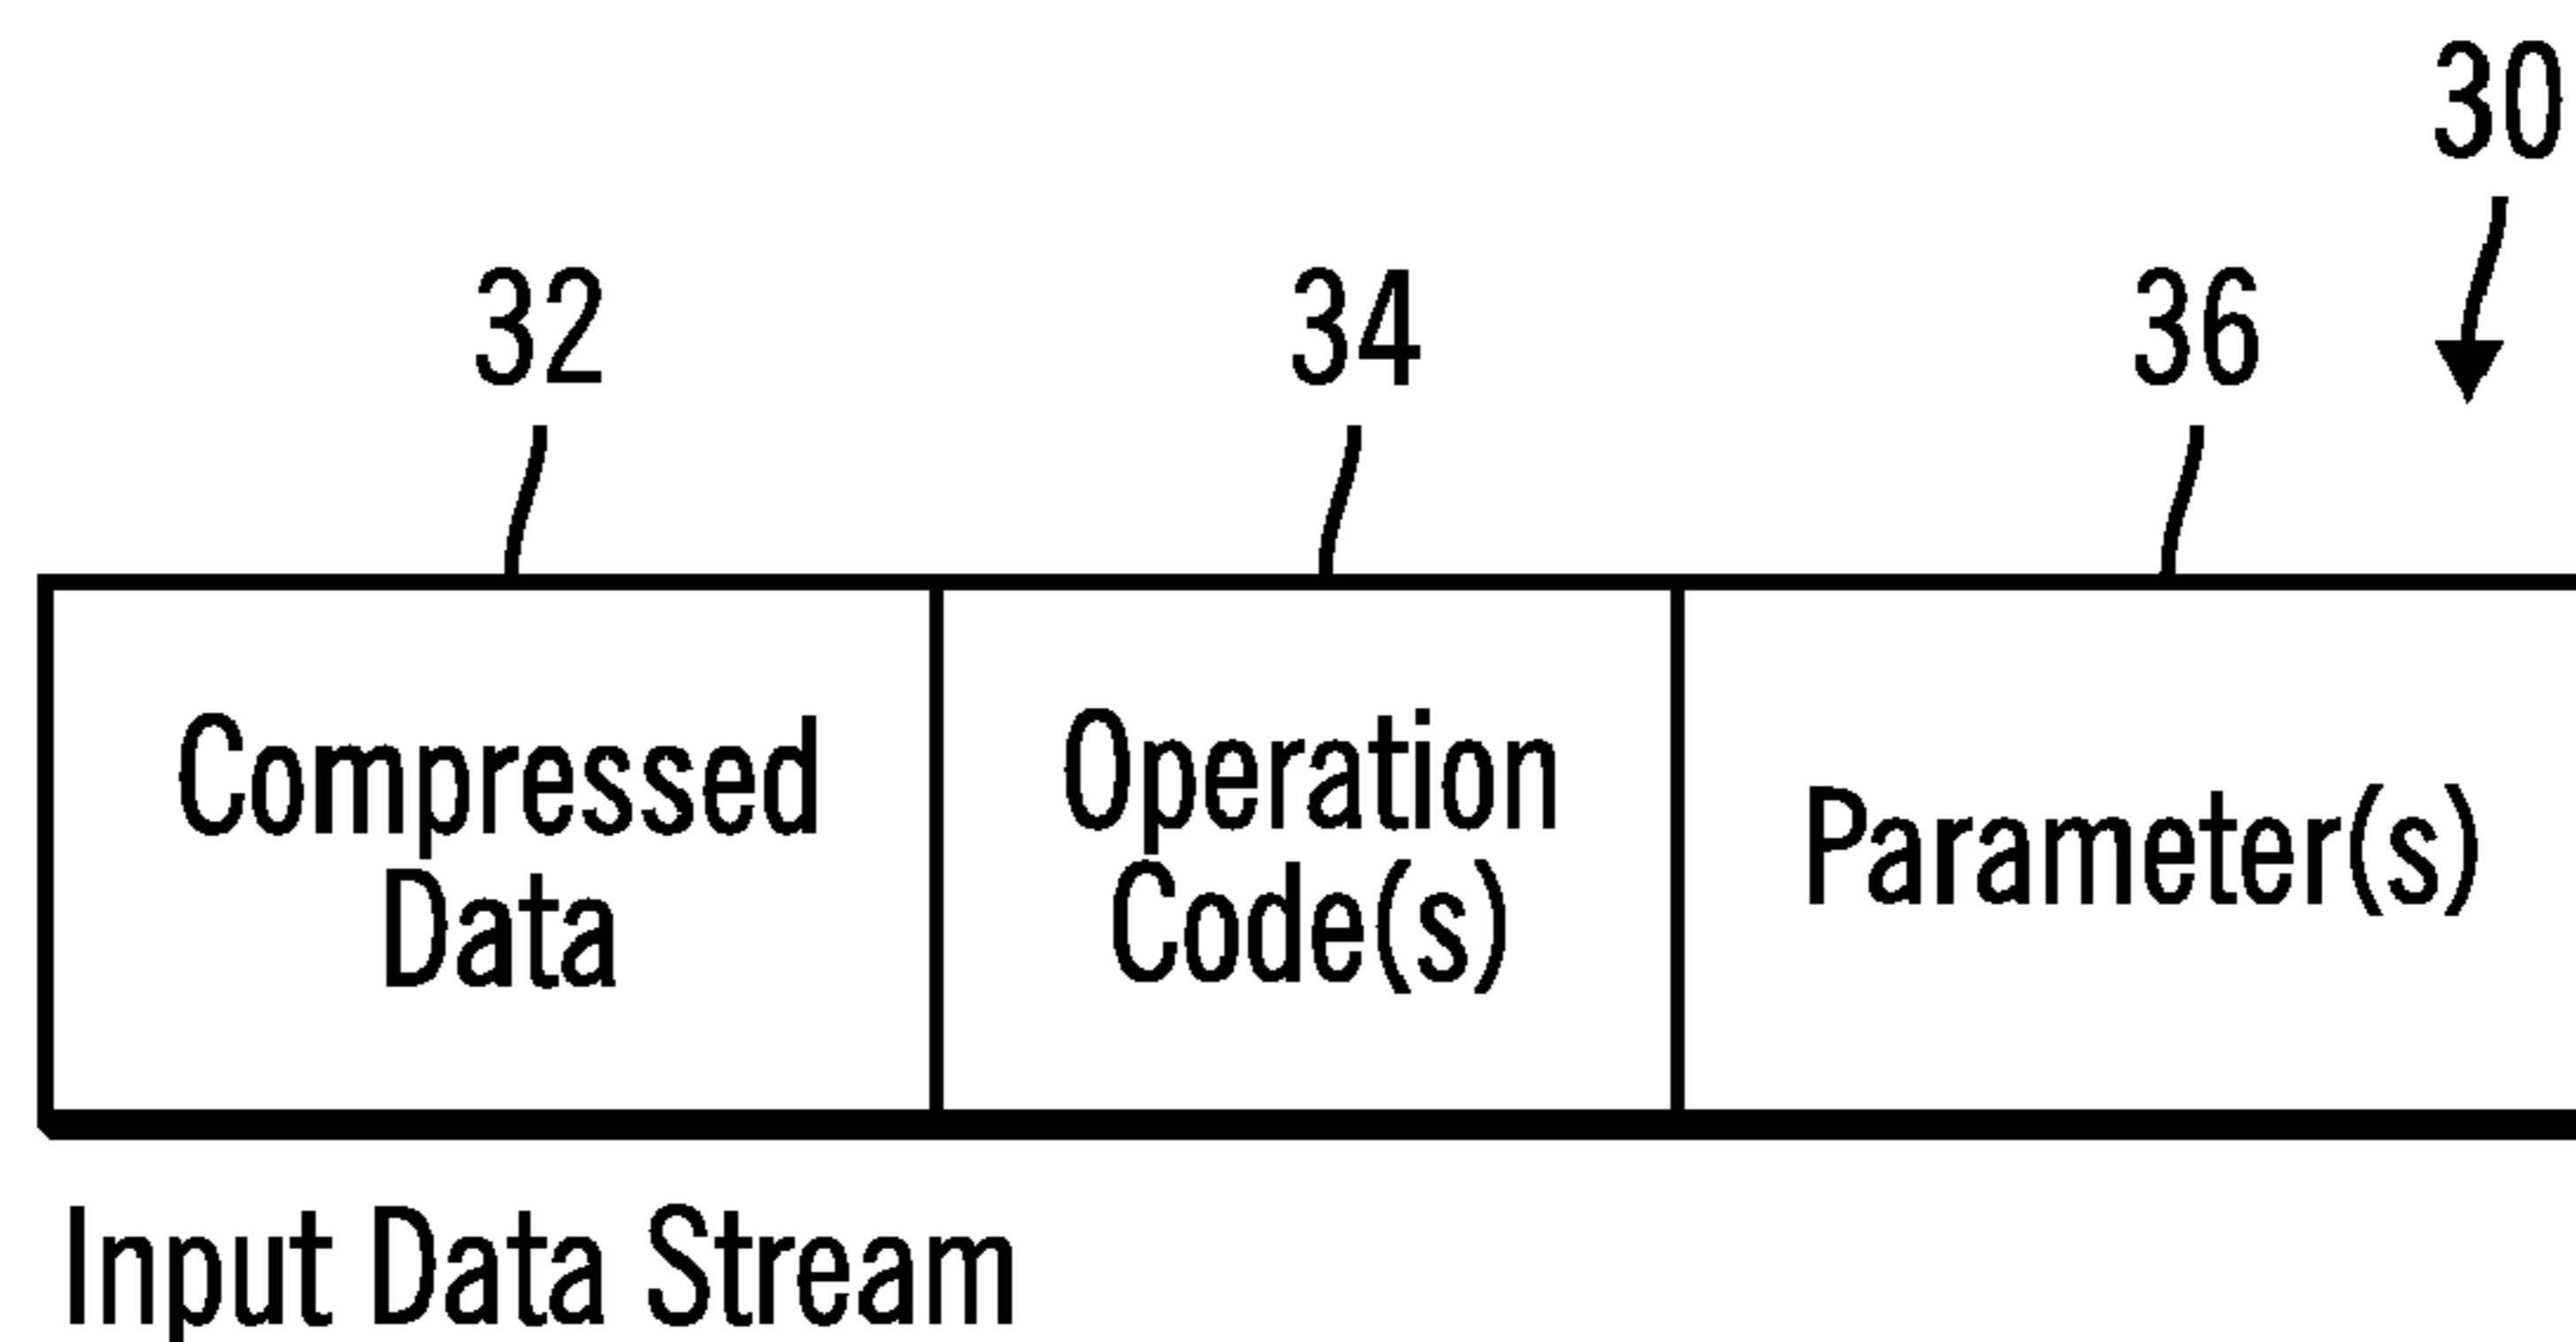 30
32 34 36
Compressed
Data
Operation
Code(s)
Parameter(s)
Input Data Stream